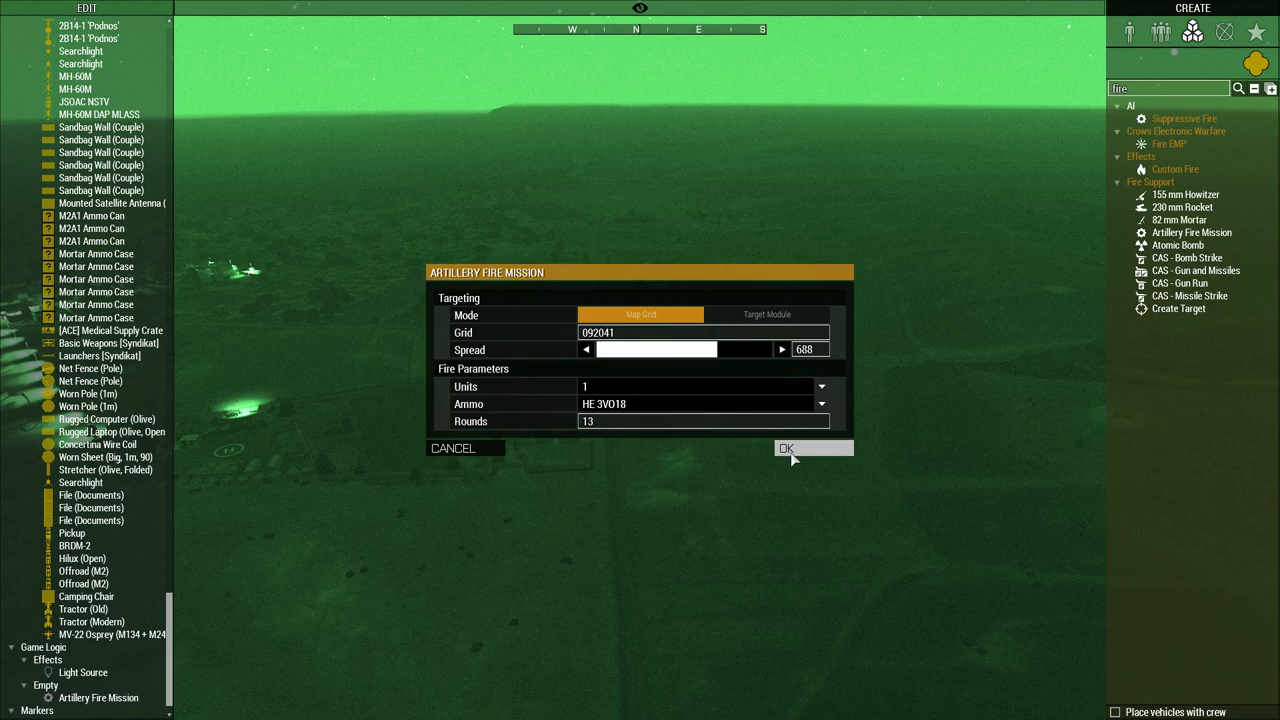 EDIT
2B14-1 'Podnos'
2B14-1 'Podnos'
Searchlight
Searchlight
MH-60M
MH-60M
JSOAC NSTV
MH-60M DAP MLASS
Sandbag Wall (Couple)
Sandbag Wall (Couple)
Sandbag Wall (Couple)
Sandbag Wall (Couple)
Sandbag Wall (Couple)
Sandbag Wall (Couple)
Mounted Satellite Antenna (
M2A1 Ammo Can
M2A1 Ammo Can
M2A1 Ammo Can
Mortar Ammo Case
Mortar Ammo Case
Mortar Ammo Case
Mortar Ammo Case
Mortar Ammo Case
Mortar Ammo Case
[ACE] Medical Supply Crate
Basic Weapons [Syndikat]
Launchers [Syndikat]
Net Fence (Pole)
Net Fence (Pole)
Worn Pole (1m)
Worn Pole (1m)
Rugged Computer (Olive)
Rugged Laptop (Olive, Open
Concertina Wire Coil
Worn Sheet (Big, 1m, 90)
Stretcher (Olive, Folded)
Searchlight
File (Documents)
File (Documents)
File (Documents)
Pickup
BRDM-2
Hilux (Open)
Offroad (M2)
Offroad (M2)
Camping Chair
Tractor (Old)
Tractor (Modern)
MV-22 Osprey (M134 + M24
Game Logic
Effects
Light Source
Empty
Artillery Fire Mission
Markers
W N E S
ARTILLERY FIRE MISSION
Targeting
Mode Map Grid Target Module
Grid 092041
Spread 688
Fire Parameters
Units 1
Ammo HE 3VO18
Rounds 13
CANCEL OK
CREATE
fire
AI
Suppressive Fire
Crows Electronic Warfare
Fire EMP
Effects
Custom Fire
Fire Support
155 mm Howitzer
230 mm Rocket
82 mm Mortar
Artillery Fire Mission
Atomic Bomb
CAS - Bomb Strike
CAS - Gun and Missiles
CAS - Gun Run
CAS - Missile Strike
Create Target
Place vehicles with crew